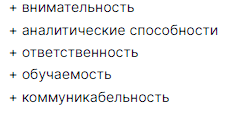 + внимательность
+ аналитические способности
+ ответственность
+ обучаемость
+ коммуникабельность